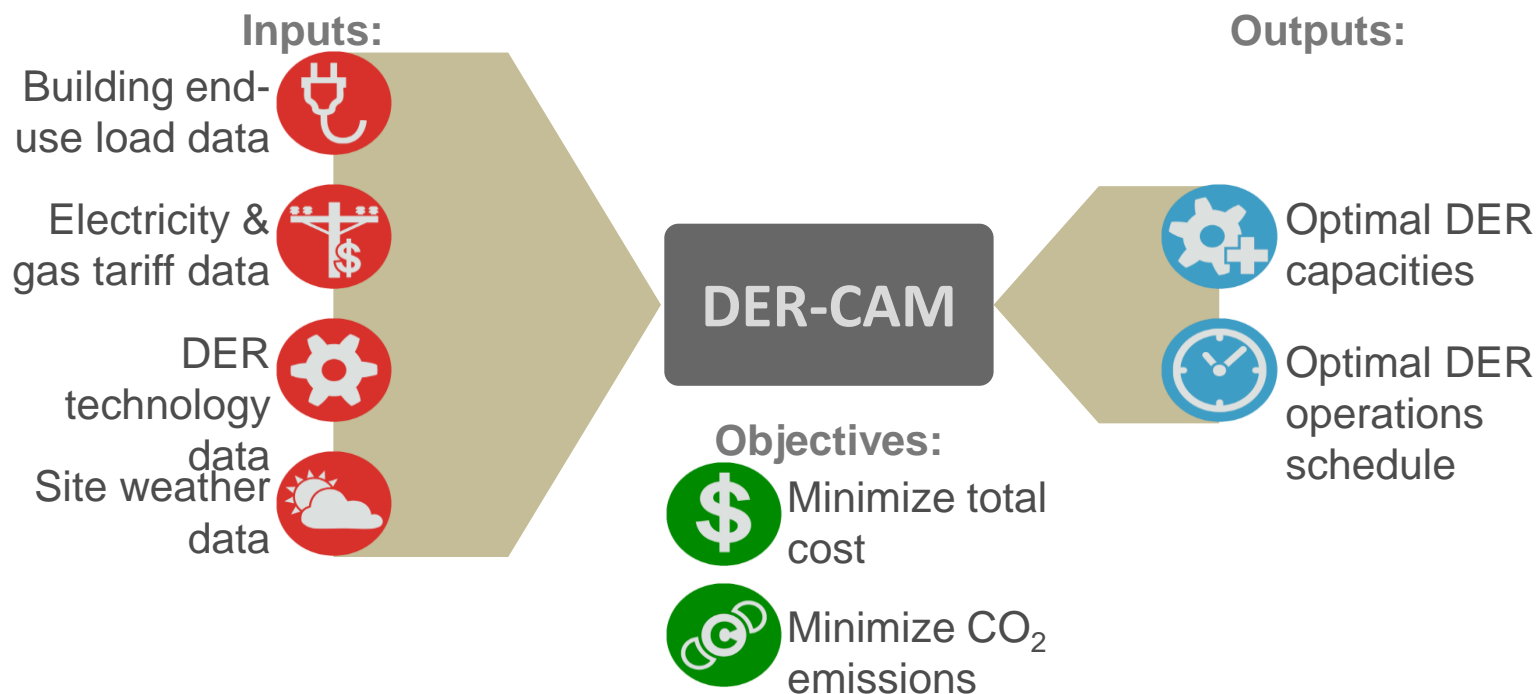 Inputs:
Building end-
use load data
Electricity &
gas tariff data
DER
technology
data
Site weather
data
DER-CAM
Objectives:
$ Minimize total
cost
C Minimize CO₂
emissions
Outputs:
Optimal DER
capacities
Optimal DER
operations
schedule